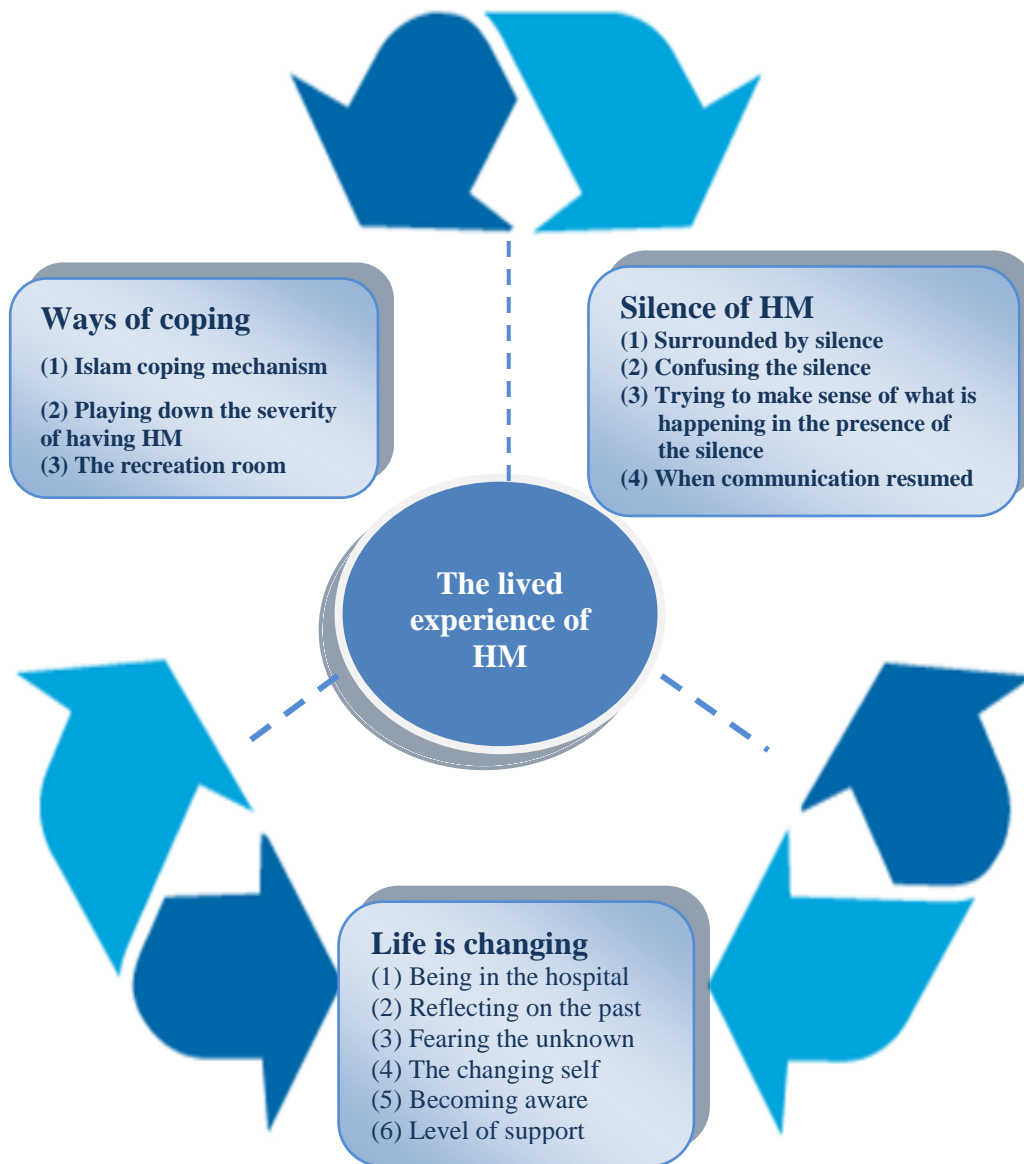 Ways of coping
(1) Islam coping mechanism
(2) Playing down the severity
of having HM
(3) The recreation room
Silence of HM
(1) Surrounded by silence
(2) Confusing the silence
(3) Trying to make sense of what is
happening in the presence of
the silence
(4) When communication resumed
The lived
experience of
HM
Life is changing
(1) Being in the hospital
(2) Reflecting on the past
(3) Fearing the unknown
(4) The changing self
(5) Becoming aware
(6) Level of support